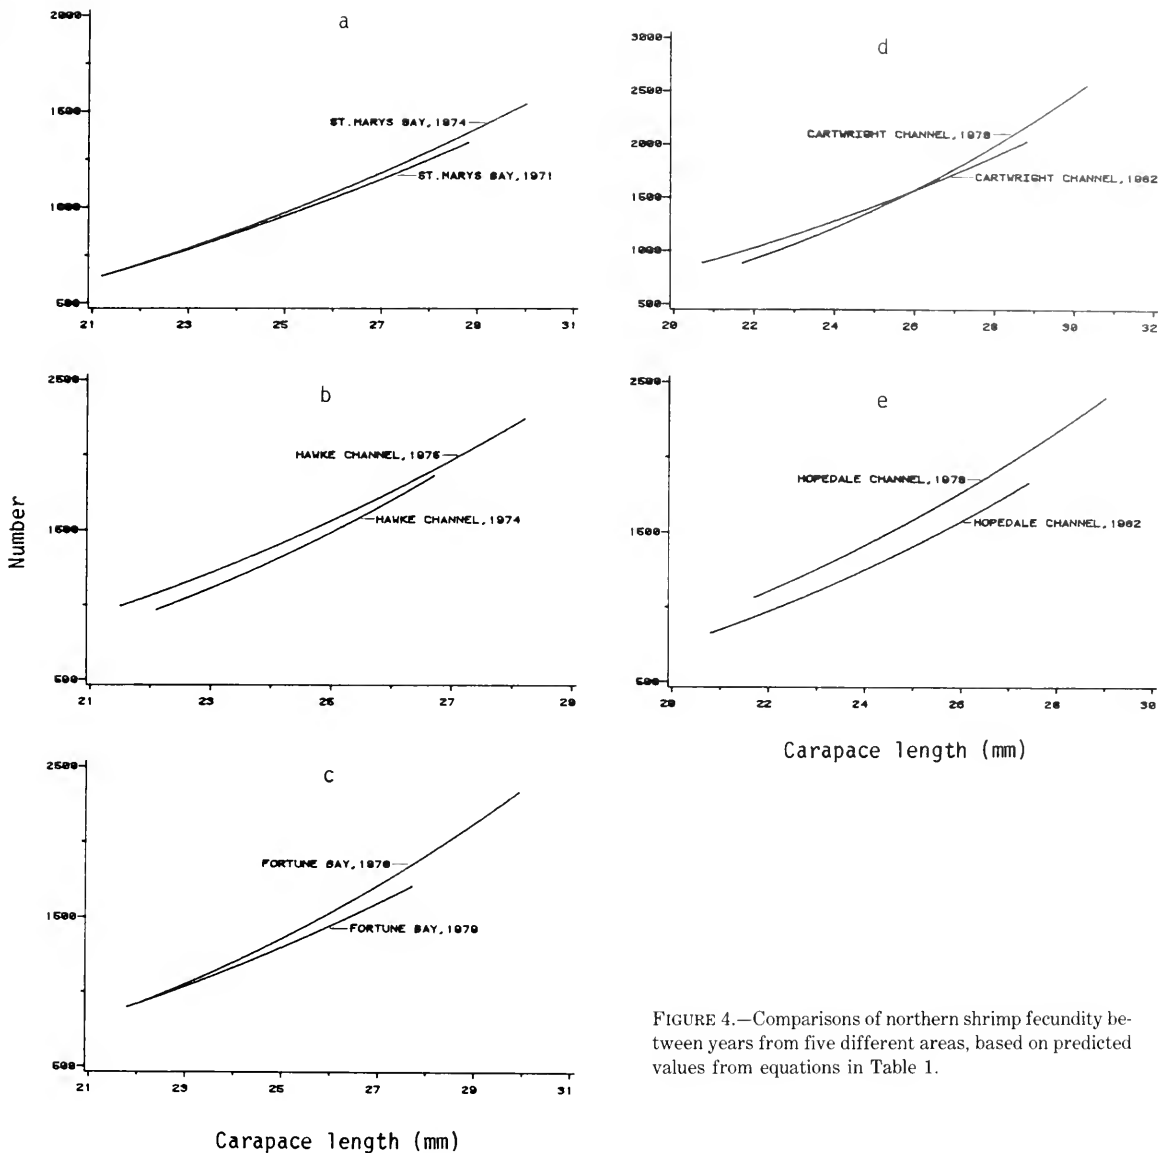 a
2000
1500
1000
500
ST.MARYS BAY, 1974
ST.MARYS BAY, 1971
21 23 25 27 29 31
b
2500
1500
500
HAWKE CHANNEL, 1976
HAWKE CHANNEL, 1974
21 23 25 27 29
Number
c
2500
1500
500
FORTUNE BAY, 1978
FORTUNE BAY, 1979
21 23 25 27 29 31
Carapace length (mm)
d
3000
2500
2000
1500
1000
500
CARTWRIGHT CHANNEL, 1978
CARTWRIGHT CHANNEL, 1982
20 22 24 26 28 30 32
e
2500
1500
500
HOPEDALE CHANNEL, 1978
HOPEDALE CHANNEL, 1982
20 22 24 26 28 30
Carapace length (mm)
FIGURE 4.—Comparisons of northern shrimp fecundity be-
tween years from five different areas, based on predicted
values from equations in Table 1.